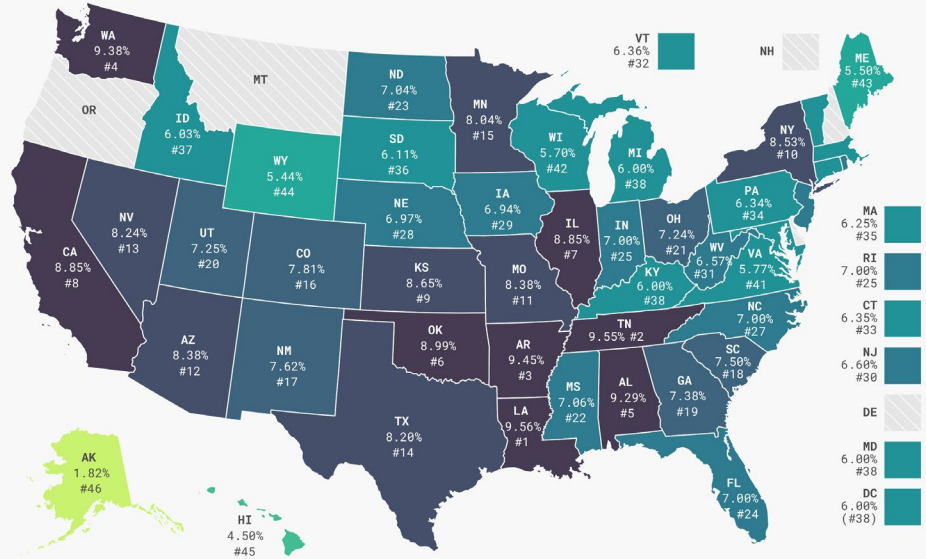 WA
9.38%
#4
OR
MT
ID
6.03%
#37
WY
5.44%
#44
ND
7.04%
#23
SD
6.11%
#36
NE
6.97%
#28
MN
8.04%
#15
IA
6.94%
#29
WI
5.70%
#42
MI
6.00%
#38
VT
6.36%
#32
NH
ME
5.50%
#43
NY
8.53%
#10
PA
6.34%
#34
CA
8.85%
#8
NV
8.24%
#13
UT
7.25%
#20
CO
7.81%
#16
KS
8.65%
#9
MO
8.38%
#11
IL
8.85%
#7
IN
7.00%
#25
OH
7.24%
#21
WV
6.57%
#31
VA
5.77%
#41
KY
6.00%
#38
AZ
8.38%
#12
NM
7.62%
#17
OK
8.99%
#6
AR
9.45%
#3
TN
9.55% #2
NC
7.00%
#27
SC
7.50%
#18
TX
8.20%
#14
LA
9.56%
#1
MS
7.06%
#22
AL
9.29%
#5
GA
7.38%
#19
FL
7.00%
#24
AK
1.82%
#46
HI
4.50%
#45
MA
6.25%
#35
RI
7.00%
#25
CT
6.35%
#33
NJ
6.60%
#30
DE
MD
6.00%
#38
DC
6.00%
(#38)